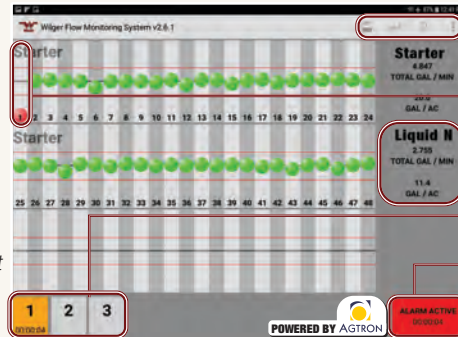 87% 12:41
Wilger Flow Monitoring System v2.6.1
Starter
1 2 3 4 5 6 7 8 9 10 11 12 13 14 15 16 17 18 19 20 21 22 23 24
Starter
4.847
TOTAL GAL / MIN
GAL / AC
Starter
25 26 27 28 29 30 31 32 33 34 35 36 37 38 39 40 41 42 43 44 45 46 47 48
Liquid N
2.755
TOTAL GAL / MIN
11.4
GAL / AC
1 2 3
00:00:04
POWERED BY AGTRON
ALARM ACTIVE
00:00:04